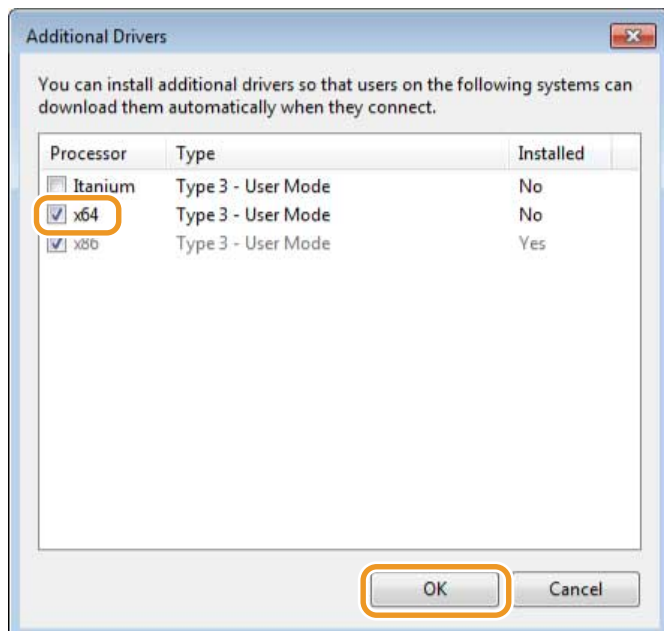 Additional Drivers
You can install additional drivers so that users on the following systems can
download them automatically when they connect.
Processor Type Installed
Itanium Type 3 - User Mode No
x64 Type 3 - User Mode No
x86 Type 3 - User Mode Yes
OK Cancel